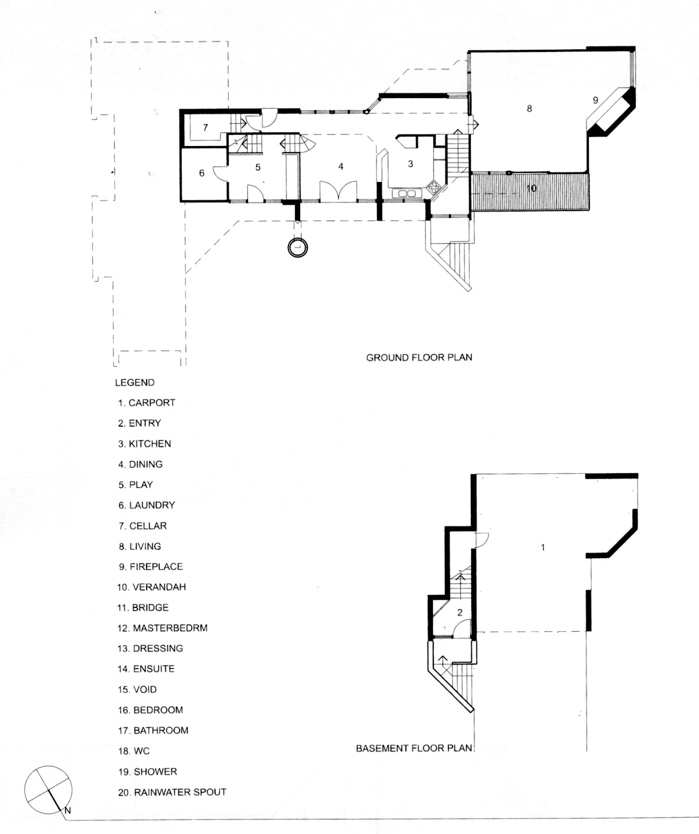 8
9
7
6
5
4
3
10
GROUND FLOOR PLAN
LEGEND
1. CARPORT
2. ENTRY
3. KITCHEN
4. DINING
5. PLAY
6. LAUNDRY
7. CELLAR
8. LIVING
9. FIREPLACE
10. VERANDAH
11. BRIDGE
12. MASTERBEDRM
13. DRESSING
14. ENSUITE
15. VOID
16. BEDROOM
17. BATHROOM
18. WC
19. SHOWER
20. RAINWATER SPOUT
1
2
BASEMENT FLOOR PLAN
N